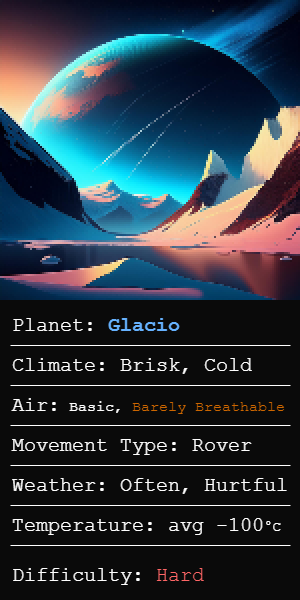 Planet: Glacio
Climate: Brisk, Cold
Air: Basic, Barely Breathable
Movement Type: Rover
Weather: Often, Hurtful
Temperature: avg -100°c
Difficulty: Hard